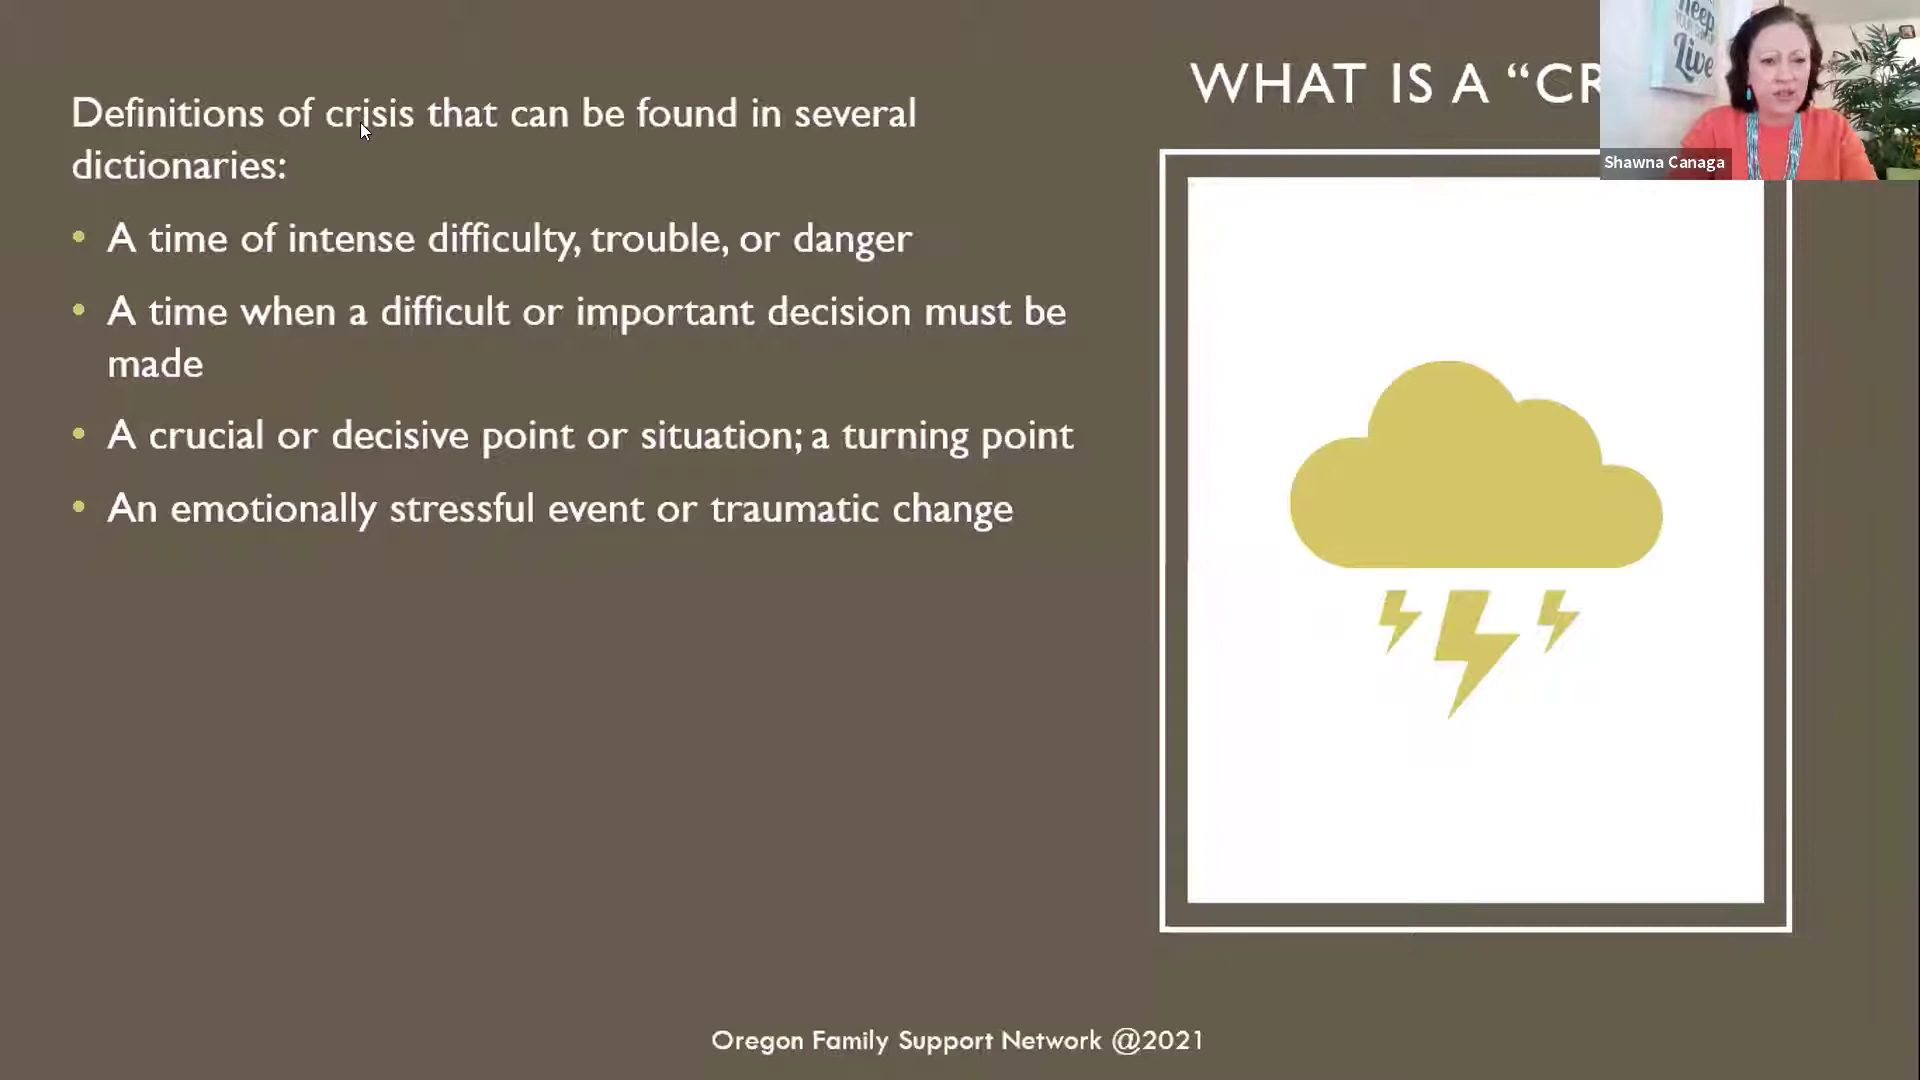 WHAT IS A “CR
keep
Live
Shawna Canaga
Definitions of crisis that can be found in several
dictionaries:
• A time of intense difficulty, trouble, or danger
• A time when a difficult or important decision must be
made
• A crucial or decisive point or situation; a turning point
• An emotionally stressful event or traumatic change
Oregon Family Support Network @2021